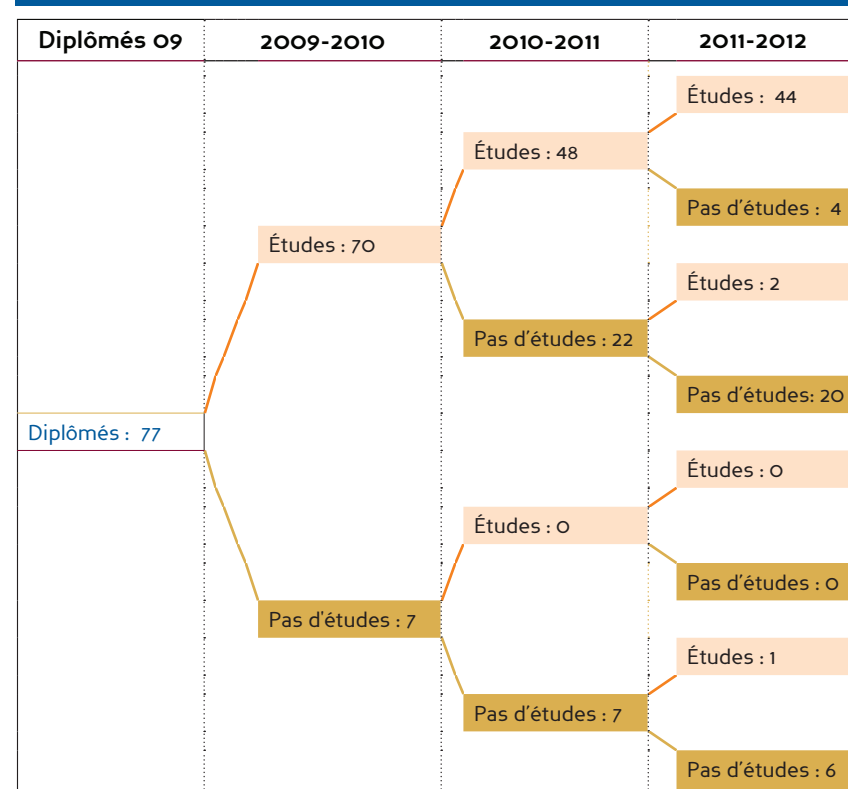 Diplômés 09 2009-2010 2010-2011 2011-2012
Études : 44
Études : 48
Pas d'études : 4
Études : 70
Études : 2
Pas d'études : 22
Pas d'études: 20
Diplômés : 77
Études : 0
Études : 0
Pas d'études : 0
Pas d'études : 7
Études : 1
Pas d'études : 7
Pas d'études : 6